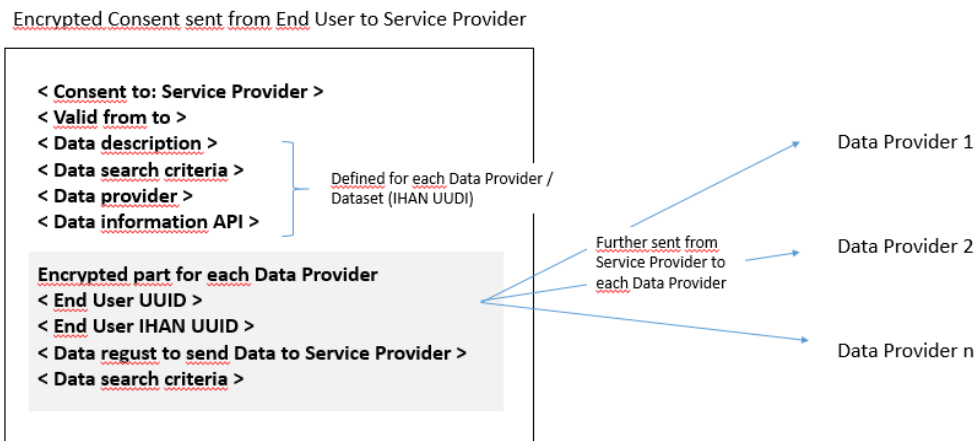 Encrypted Consent sent from End User to Service Provider
< Consent to: Service Provider >
< Valid from to >
< Data description >
< Data search criteria >
< Data provider >
< Data information API >
Defined for each Data Provider /
Dataset (IHAN UUDI)
Encrypted part for each Data Provider
< End User UUID >
< End User IHAN UUID >
< Data regust to send Data to Service Provider >
< Data search criteria >
Further sent from
Service Provider to
each Data Provider
Data Provider 1
Data Provider 2
Data Provider n